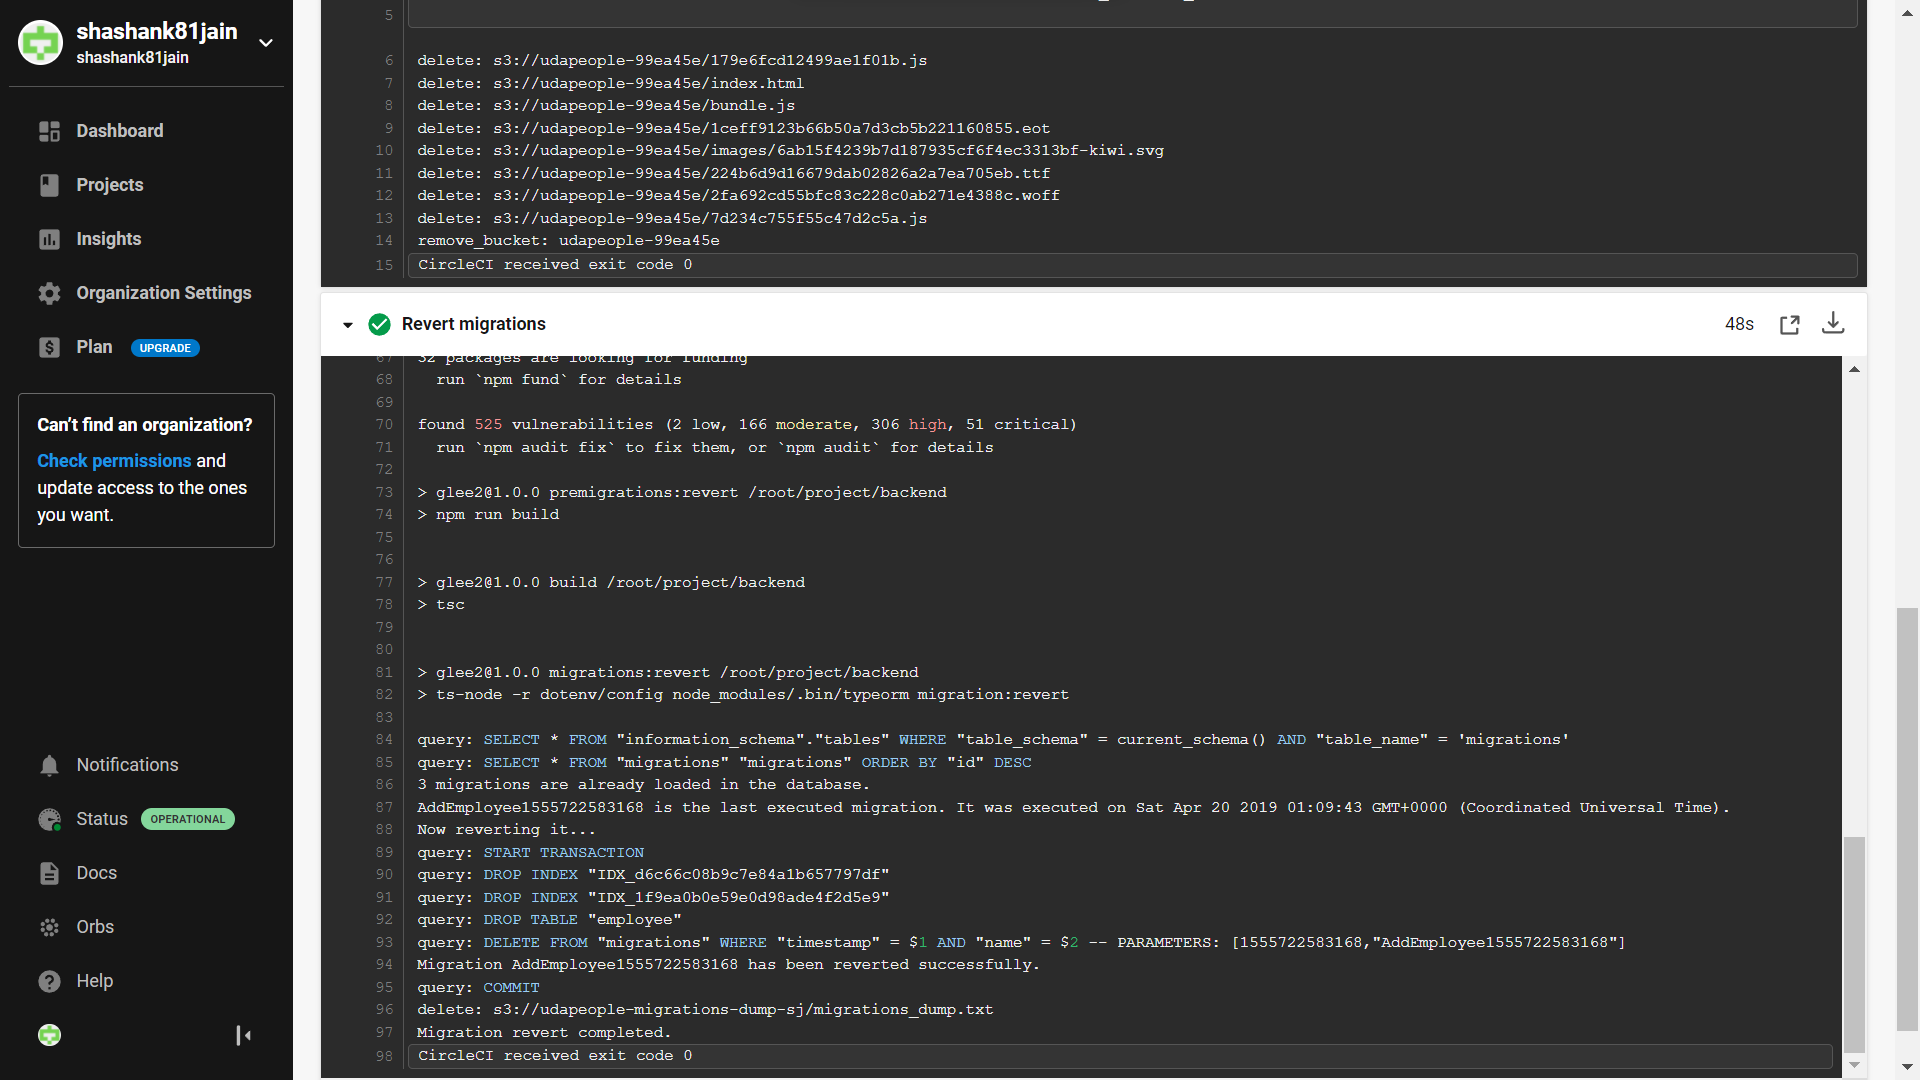 shashank81jain
shashank81jain
Dashboard
Projects
Insights
Organization Settings
Plan UPGRADE
Can't find an organization?
Check permissions and
update access to the ones
you want.
Notifications
Status OPERATIONAL
Docs
Orbs
Help
5
6 delete: s3://udapeople-99ea45e/179e6fcd12499ae1f01b.js
7 delete: s3://udapeople-99ea45e/index.html
8 delete: s3://udapeople-99ea45e/bundle.js
9 delete: s3://udapeople-99ea45e/1ceff9123b66b50a7d3cb5b221160855.eot
10 delete: s3://udapeople-99ea45e/images/6ab15f4239b7d187935cf6f4ec3313bf-kiwi.svg
11 delete: s3://udapeople-99ea45e/224b6d9d16679dab02826a2a7ea705eb.ttf
12 delete: s3://udapeople-99ea45e/2fa692cd55bfc83c228c0ab271e4388c.woff
13 delete: s3://udapeople-99ea45e/7d234c755f55c47d2c5a.js
14 remove_bucket: udapeople-99ea45e
15 CircleCI received exit code 0
Revert migrations 48s
67 32 packages are looking for funding
68 run `npm fund` for details
69
70 found 525 vulnerabilities (2 low, 166 moderate, 306 high, 51 critical)
71 run `npm audit fix` to fix them, or `npm audit` for details
72
73 > glee2@1.0.0 premigrations:revert /root/project/backend
74 > npm run build
75
76
77 > glee2@1.0.0 build /root/project/backend
78 > tsc
79
80
81 > glee2@1.0.0 migrations:revert /root/project/backend
82 > ts-node -r dotenv/config node_modules/.bin/typeorm migration:revert
83
84 query: SELECT * FROM "information_schema"."tables" WHERE "table_schema" = current_schema() AND "table_name" = 'migrations'
85 query: SELECT * FROM "migrations" "migrations" ORDER BY "id" DESC
86 3 migrations are already loaded in the database.
87 AddEmployee1555722583168 is the last executed migration. It was executed on Sat Apr 20 2019 01:09:43 GMT+0000 (Coordinated Universal Time).
88 Now reverting it...
89 query: START TRANSACTION
90 query: DROP INDEX "IDX_d6c66c08b9c7e84a1b657797df"
91 query: DROP INDEX "IDX_1f9ea0b0e59e0d98ade4f2d5e9"
92 query: DROP TABLE "employee"
93 query: DELETE FROM "migrations" WHERE "timestamp" = $1 AND "name" = $2 -- PARAMETERS: [1555722583168,"AddEmployee1555722583168"]
94 Migration AddEmployee1555722583168 has been reverted successfully.
95 query: COMMIT
96 delete: s3://udapeople-migrations-dump-sj/migrations_dump.txt
97 Migration revert completed.
98 CircleCI received exit code 0